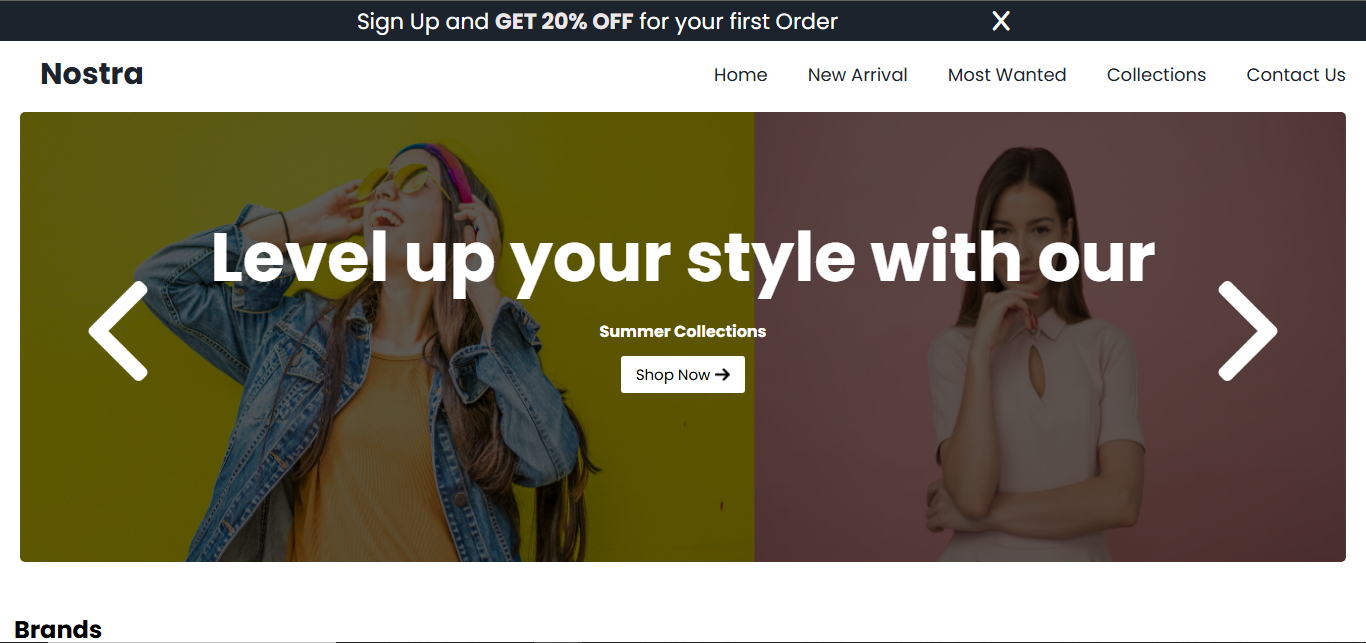 Sign Up and GET 20% OFF for your first Order X
Nostra Home New Arrival Most Wanted Collections Contact Us
Level up your style with our
Summer Collections
Shop Now →
Brands